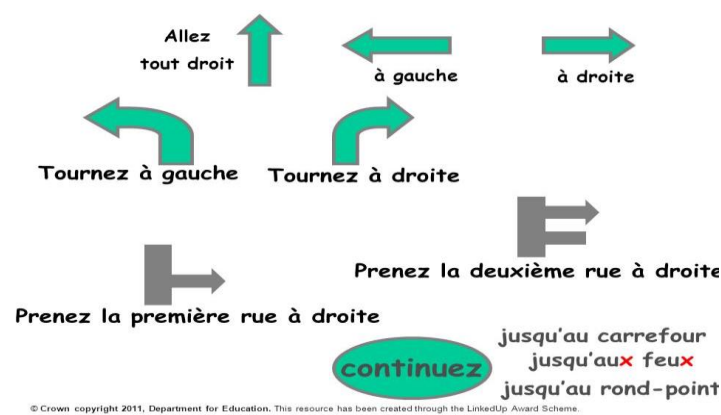 Allez
tout droit
à gauche
à droite
Tournez à gauche
Tournez à droite
Prenez la deuxième rue à droite
Prenez la première rue à droite
continuez
jusqu'au carrefour
jusqu'aux feux
jusqu'au rond-point
© Crown copyright 2011, Department for Education. This resource has been created through the LinkedUp Award Scheme.